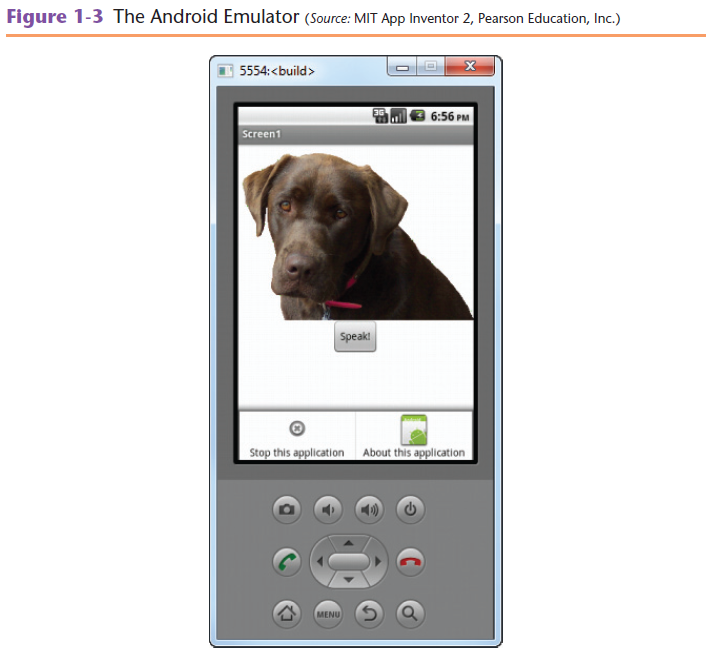 Figure 1-3 The Android Emulator (Source: MIT App Inventor 2, Pearson Education, Inc.)
5554:<build>
3G 6:56 PM
Screen1
Speak!
Stop this application About this application
MENU